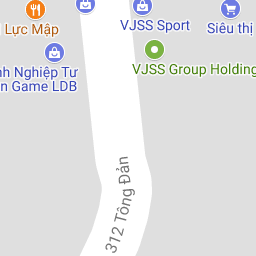 Lực Mập
VJSS Sport
Siêu thị
VJSS Group Holding
nh Nghiệp Tư
n Game LDB
312 Tông Đản